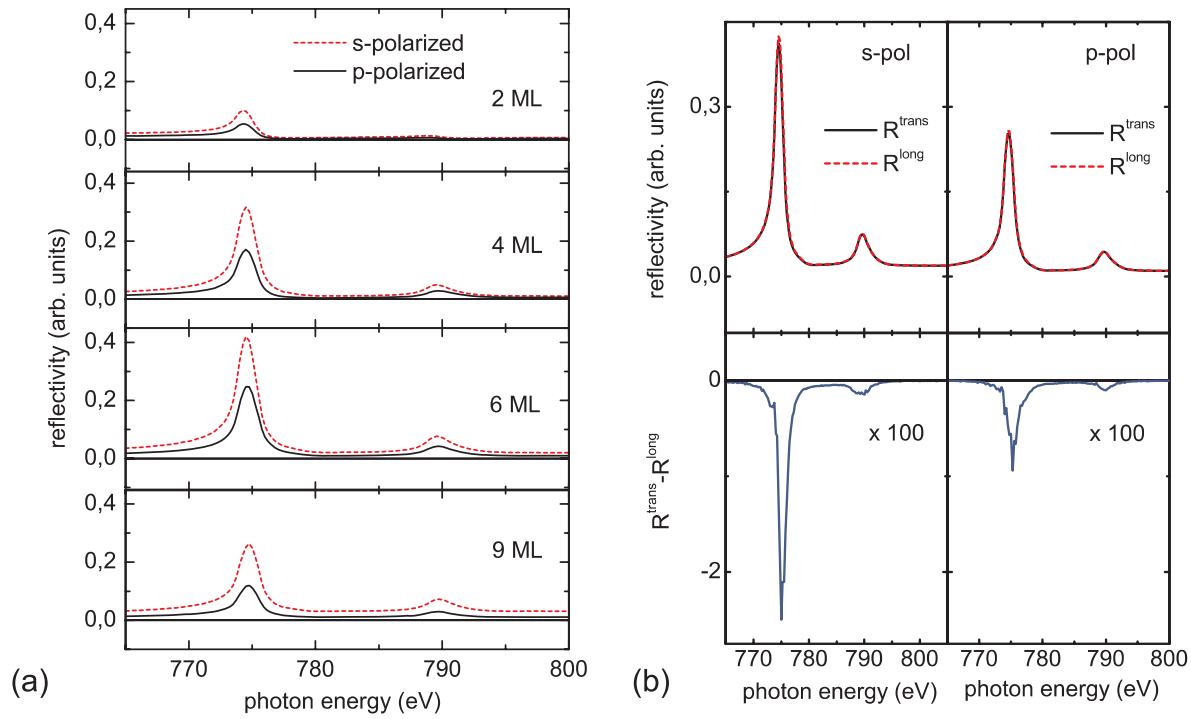 0,4
s-polarized
p-polarized
0,2
2 ML
0,0
0,4
0,2
4 ML
0,0
0,4
0,2
6 ML
0,0
0,4
0,2
9 ML
0,0
reflectivity (arb. units)
770 780 790 800
photon energy (eV)
(a)
s-pol
p-pol
0,3
R^trans
R^long
R^trans
R^long
0,0
reflectivity (arb. units)
0
x 100
x 100
-2
R^trans-R^long
770 780 790 800
770 780 790 800
photon energy (eV)
photon energy (eV)
(b)